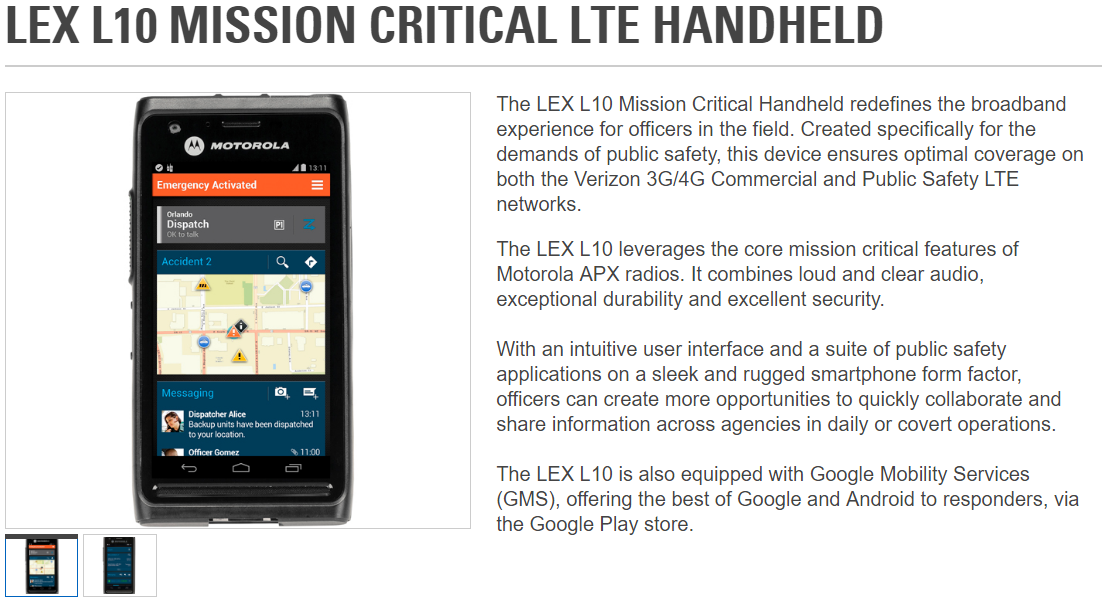 LEX L10 MISSION CRITICAL LTE HANDHELD
MOTOROLA
13:11
Emergency Activated
Orlando
Dispatch
OK to talk
P1
Accident 2
Messaging
Dispatcher Alice 13:11
Backup units have been dispatched
to your location.
Officer Gomez 11:00
The LEX L10 Mission Critical Handheld redefines the broadband
experience for officers in the field. Created specifically for the
demands of public safety, this device ensures optimal coverage on
both the Verizon 3G/4G Commercial and Public Safety LTE
networks.
The LEX L10 leverages the core mission critical features of
Motorola APX radios. It combines loud and clear audio,
exceptional durability and excellent security.
With an intuitive user interface and a suite of public safety
applications on a sleek and rugged smartphone form factor,
officers can create more opportunities to quickly collaborate and
share information across agencies in daily or covert operations.
The LEX L10 is also equipped with Google Mobility Services
(GMS), offering the best of Google and Android to responders, via
the Google Play store.